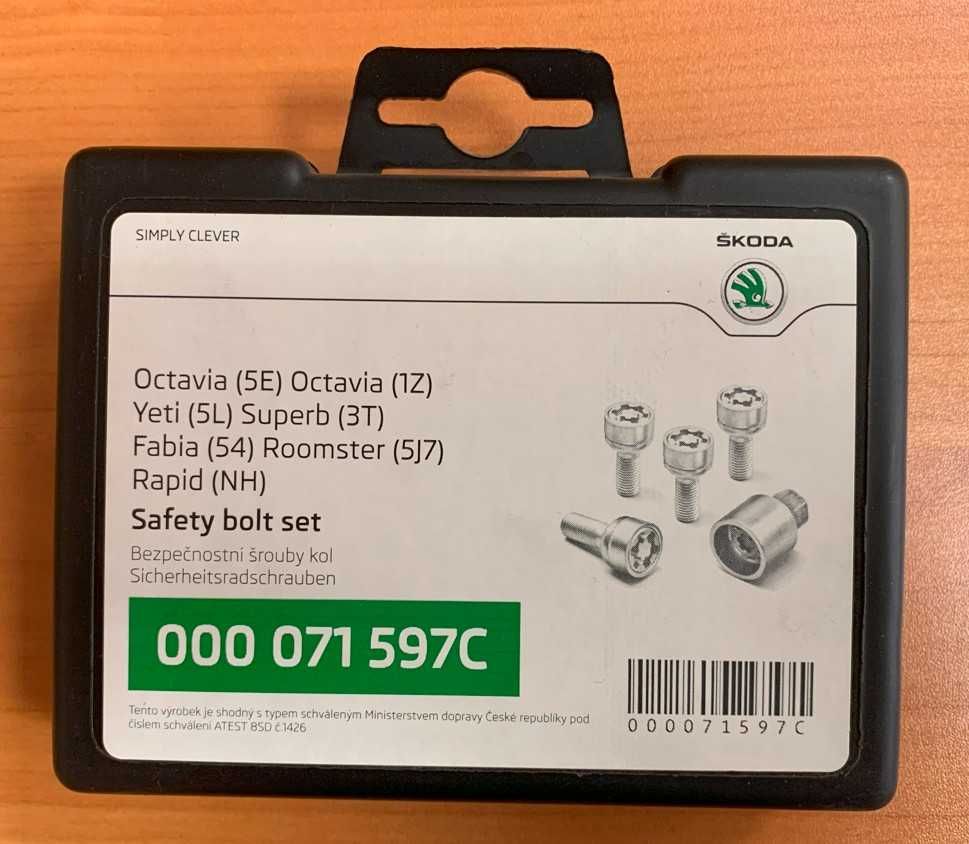 SIMPLY CLEVER
ŠKODA
Octavia (5E) Octavia (1Z)
Yeti (5L) Superb (3T)
Fabia (54) Roomster (5J7)
Rapid (NH)
Safety bolt set
Bezpečnostní šrouby kol
Sicherheitsradschrauben
000 071 597C
Tento výrobek je shodný s typem schváleným Ministerstvem dopravy České republiky pod
číslem schválení ATEST 8SD č.1426
000071597C